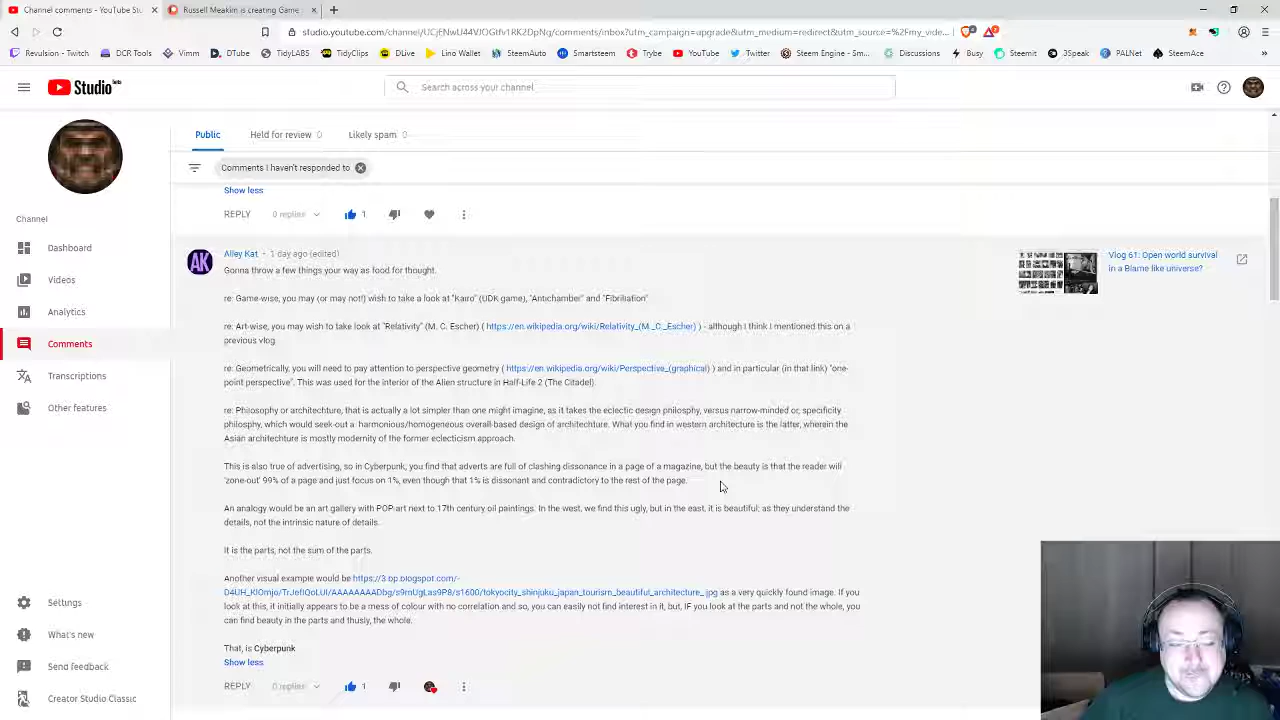 Channel comments - YouTube Stu
Russell Meakin is creating Game
studio.youtube.com/channel/UCjENwU44VJOGtfv1RKZDpNg/comments/inbox?utm_campaign=upgrade&utm_medium=redirect&utm_source=%2Fmy_vide...
Revulsion - Twitch
DCR Tools
Vimm
DTube
TidyLABS
TidyClips
DLive
Lino Wallet
SteemAuto
Smartsteem
Trybe
YouTube
Twitter
Steem Engine - Sm...
Discussions
Busy
Steemit
3Speak
PALNet
SteemAce
Studio beta
Search across your channel
Public
Held for review 0
Likely spam 0
Comments I haven't responded to
Show less
REPLY 0 replies 1
Channel
Dashboard
Videos
Analytics
Comments
Transcriptions
Other features
Settings
What's new
Send feedback
Creator Studio Classic
AK
Alley Kat • 1 day ago (edited)
Gonna throw a few things your way as food for thought.
re: Game-wise, you may (or may not!) wish to take a look at "Kairo" (UDK game), "Antichamber" and "Fibrillation"
re: Art-wise, you may wish to take look at "Relativity" (M. C. Escher) ( https://en.wikipedia.org/wiki/Relativity_(M._C._Escher) ) - although I think I mentioned this on a
previous vlog.
re: Geometrically, you will need to pay attention to perspective geometry ( https://en.wikipedia.org/wiki/Perspective_(graphical) ) and in particular (in that link) "one-
point perspective". This was used for the interior of the Alien structure in Half-Life 2 (The Citadel).
re: Philosophy or architechture, that is actually a lot simpler than one might imagine, as it takes the eclectic design philosphy, versus narrow-minded or, specificity
philosphy, which would seek-out a harmonious/homogeneous overall-based design of architechture. What you find in western architecture is the latter, wherein the
Asian architechture is mostly modernity of the former eclecticism approach.
This is also true of advertising, so in Cyberpunk, you find that adverts are full of clashing dissonance in a page of a magazine, but the beauty is that the reader will
'zone-out' 99% of a page and just focus on 1%, even though that 1% is dissonant and contradictory to the rest of the page.
An analogy would be an art gallery with POP-art next to 17th century oil paintings. In the west, we find this ugly, but in the east, it is beautiful; as they understand the
details, not the intrinsic nature of details.
It is the parts, not the sum of the parts.
Another visual example would be https://3.bp.blogspot.com/-
D4UH_KlOmjo/TrJefIQoLUI/AAAAAAAADbg/s9mUgLas9P8/s1600/tokyocity_shinjuku_japan_tourism_beautiful_architecture_.jpg as a very quickly found image. If you
look at this, it initially appears to be a mess of colour with no correlation and so, you can easily not find interest in it, but, IF you look at the parts and not the whole, you
can find beauty in the parts and thusly, the whole.
That, is Cyberpunk
Show less
REPLY 0 replies 1
Vlog 61: Open world survival
in a Blame like universe?